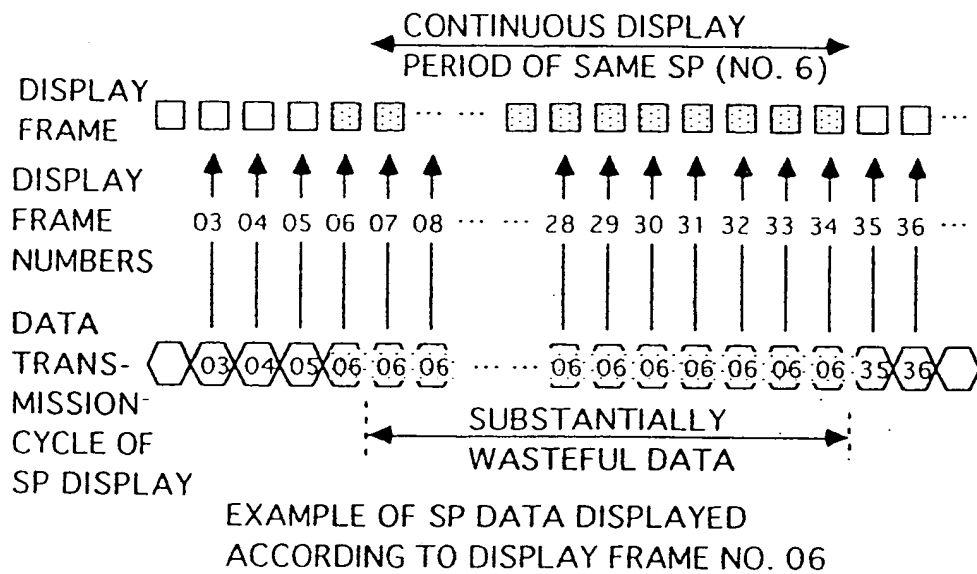 CONTINUOUS DISPLAY
PERIOD OF SAME SP (NO. 6)
DISPLAY
FRAME
··· ··· ···
DISPLAY
FRAME
NUMBERS
03 04 05 06 07 08 ··· ··· 28 29 30 31 32 33 34 35 36 ···
DATA
TRANS-
MISSION
CYCLE OF
SP DISPLAY
03 04 05 06 06 06 ··· ··· 06 06 06 06 06 06 06 35 36
SUBSTANTIALLY
WASTEFUL DATA
EXAMPLE OF SP DATA DISPLAYED
ACCORDING TO DISPLAY FRAME NO. 06